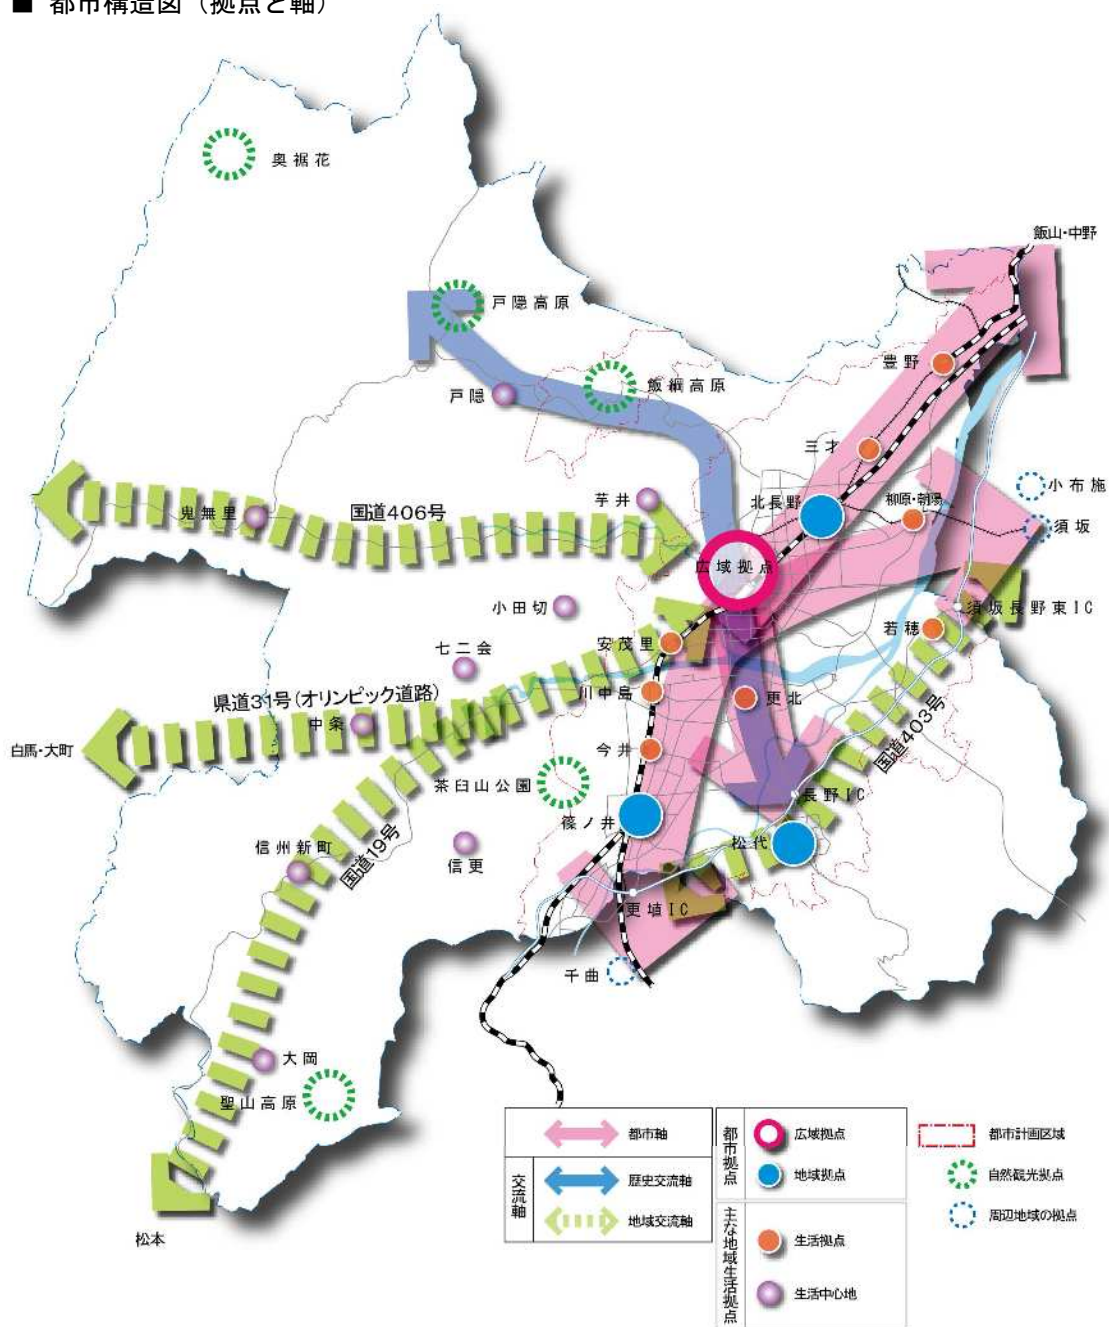 ■ 都市構造図（拠点と軸）
奥裾花
飯山・中野
戸隠高原
豊野
飯綱高原
戸隠
三才
小布施
芋井
北長野
柳原・朝陽
鬼無里
国道406号
須坂
広域拠点
小田切
須坂長野東IC
安茂里
若穂
七二会
県道31号(オリンピック道路)
川中島
更北
中条
国道403号
白馬・大町
今井
茶臼山公園
長野IC
篠ノ井
松代
国道19号
信州新町
信更
更埴IC
千曲
大岡
聖山高原
松本
都市軸
交流軸
歴史交流軸
地域交流軸
都市拠点
広域拠点
地域拠点
主な地域生活拠点
生活拠点
生活中心地
都市計画区域
自然観光拠点
周辺地域の拠点